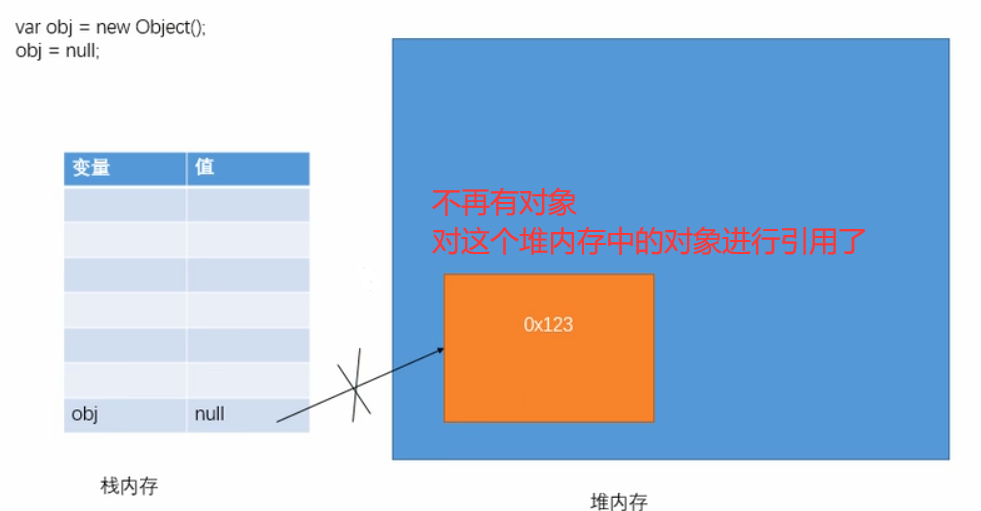 var obj = new Object();
obj = null;
变量 值
不再有对象
对这个堆内存中的对象进行引用了
0x123
obj null
栈内存
堆内存